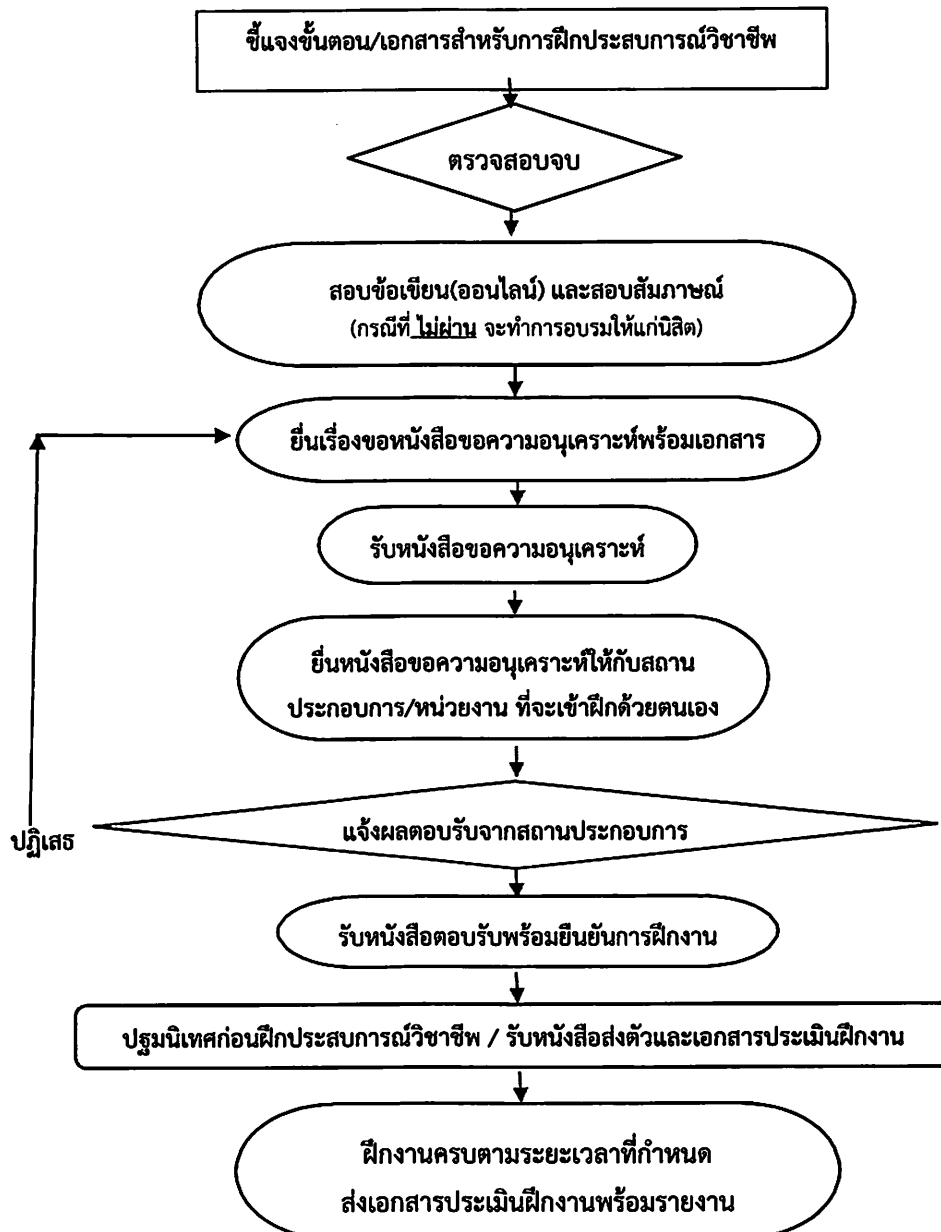 ชี้แจงขั้นตอน/เอกสารสำหรับการฝึกประสบการณ์วิชาชีพ
ตรวจสอบจบ
สอบข้อเขียน(ออนไลน์) และสอบสัมภาษณ์
(กรณีที่ ไม่ผ่าน จะทำการอบรมให้แก่นิสิต)
ยื่นเรื่องขอหนังสือขอความอนุเคราะห์พร้อมเอกสาร
รับหนังสือขอความอนุเคราะห์
ยื่นหนังสือขอความอนุเคราะห์ให้กับสถาน
ประกอบการ/หน่วยงาน ที่จะเข้าฝึกด้วยตนเอง
ปฏิเสธ
แจ้งผลตอบรับจากสถานประกอบการ
รับหนังสือตอบรับพร้อมยืนยันการฝึกงาน
ปฐมนิเทศก่อนฝึกประสบการณ์วิชาชีพ / รับหนังสือส่งตัวและเอกสารประเมินฝึกงาน
ฝึกงานครบตามระยะเวลาที่กำหนด
ส่งเอกสารประเมินฝึกงานพร้อมรายงาน